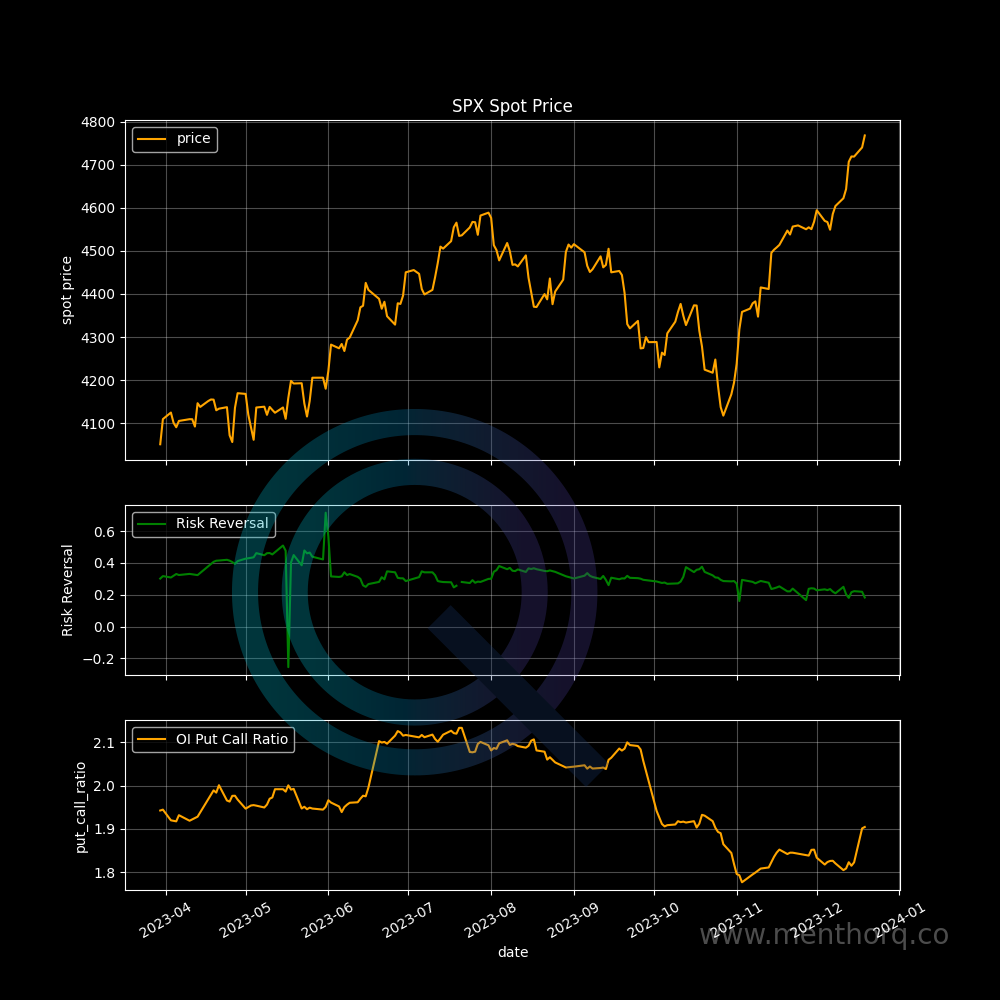 SPX Spot Price
4800
4700
4600
4500
4400
4300
4200
4100
spot price
price
0.6
0.4
0.2
0.0
−0.2
Risk Reversal
Risk Reversal
2.1
2.0
1.9
1.8
put_call_ratio
OI Put Call Ratio
2023-04 2023-05 2023-06 2023-07 2023-08 2023-09 2023-10 2023-11 2023-12 2024-01
www.menthorq.co
date